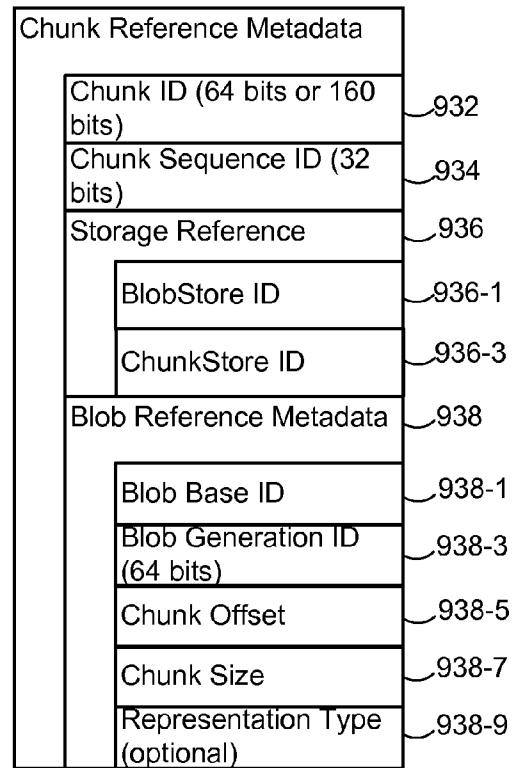 Chunk Reference Metadata
Chunk ID (64 bits or 160
bits)
932
Chunk Sequence ID (32
bits)
934
Storage Reference
936
BlobStore ID
936-1
ChunkStore ID
936-3
Blob Reference Metadata
938
Blob Base ID
938-1
Blob Generation ID
(64 bits)
938-3
Chunk Offset
938-5
Chunk Size
938-7
Representation Type
(optional)
938-9